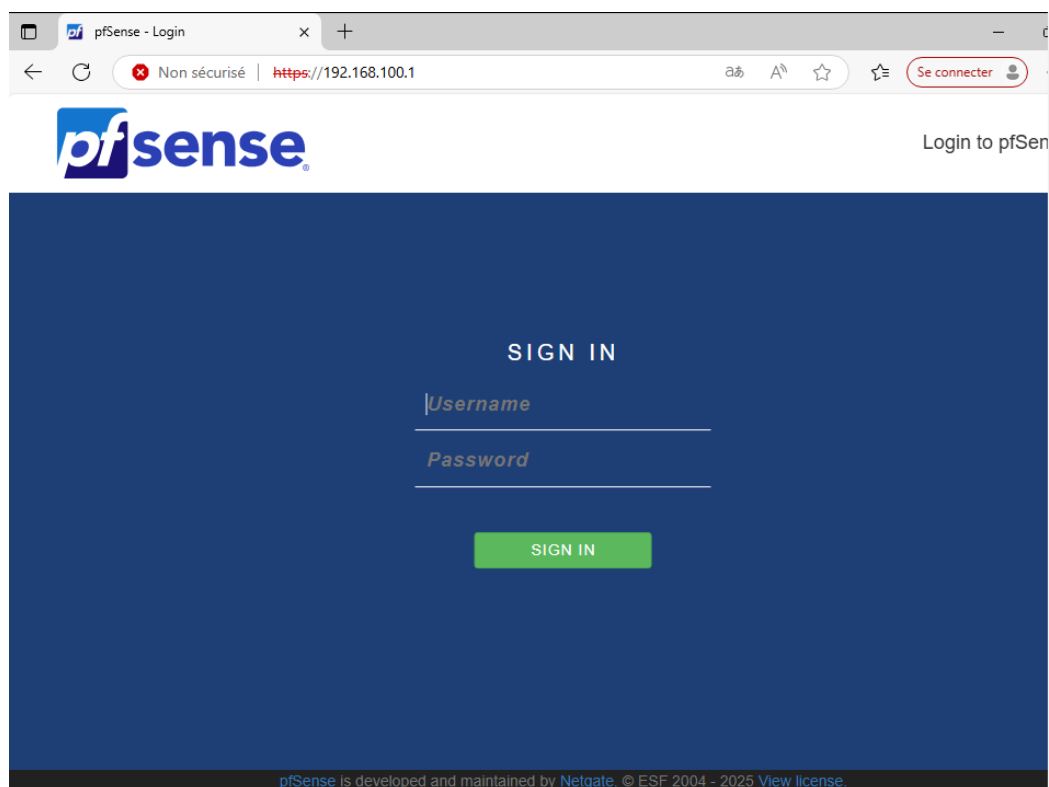 pfSense - Login
Non sécurisé | https://192.168.100.1
Se connecter
pfsense
Login to pfSen
SIGN IN
Username
Password
SIGN IN
pfSense is developed and maintained by Netgate. © ESF 2004 - 2025 View license.